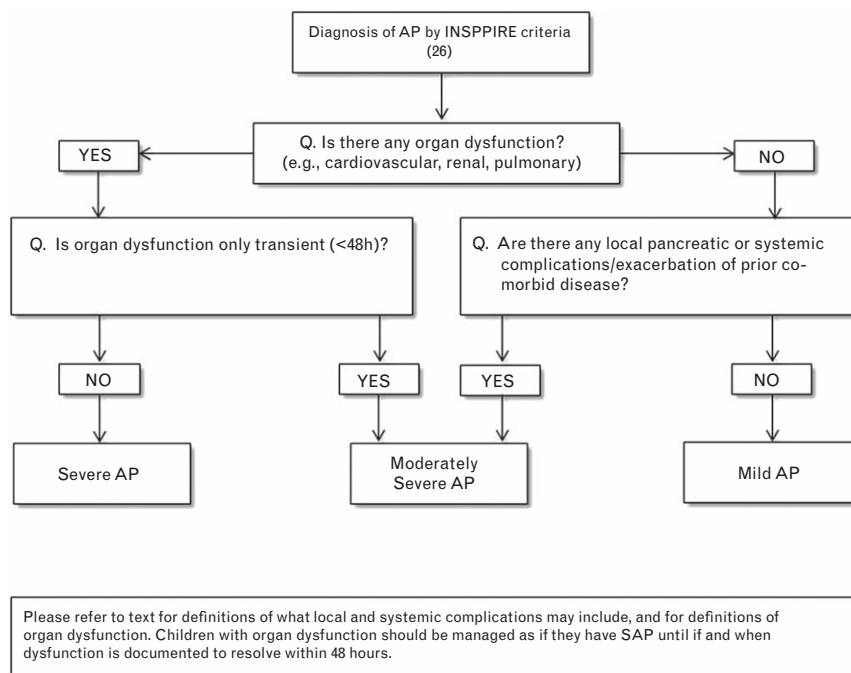 Diagnosis of AP by INSPPIRE criteria
(26)
Q. Is there any organ dysfunction?
(e.g., cardiovascular, renal, pulmonary)
YES
NO
Q. Is organ dysfunction only transient (<48h)?
Q. Are there any local pancreatic or systemic
complications/exacerbation of prior co-
morbid disease?
NO
YES
YES
NO
Severe AP
Moderately
Severe AP
Mild AP
Please refer to text for definitions of what local and systemic complications may include, and for definitions of
organ dysfunction. Children with organ dysfunction should be managed as if they have SAP until if and when
dysfunction is documented to resolve within 48 hours.